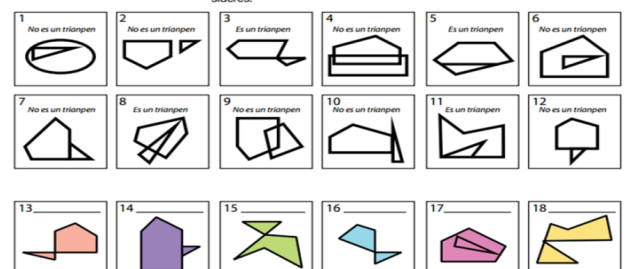 sideres.
1
No es un trianpen
2
No es un trianpen
3
Es un trianpen
4
No es un trianpen
5
Es un trianpen
6
No es un trianpen
7
No es un trianpen
8
Es un trianpen
9
No es un trianpen
10
No es un trianpen
11
Es un trianpen
12
No es un trianpen
13
14
15
16
17
18